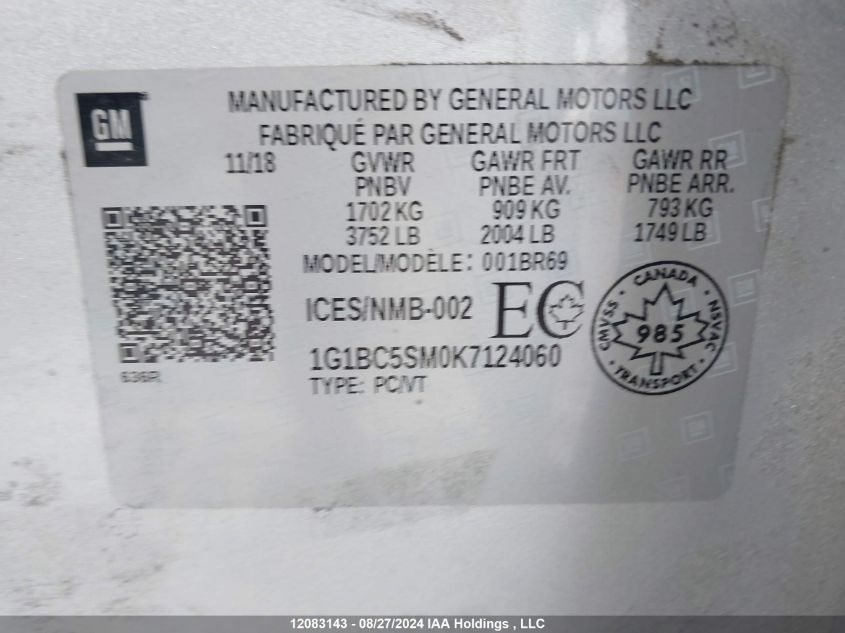 GM
MANUFACTURED BY GENERAL MOTORS LLC
FABRIQUÉ PAR GENERAL MOTORS LLC
11/18 GVWR GAWR FRT GAWR RR
PNBV PNBE AV. PNBE ARR.
1702 KG 909 KG 793 KG
3752 LB 2004 LB 1749 LB
MODEL/MODÈLE: 001BR69
ICES/NMB-002 EC
CANADA
CMVSS · NSVAC
985
TRANSPORT
1G1BC5SM0K7124060
636R TYPE: PC/VT
12083143 - 08/27/2024 IAA Holdings , LLC